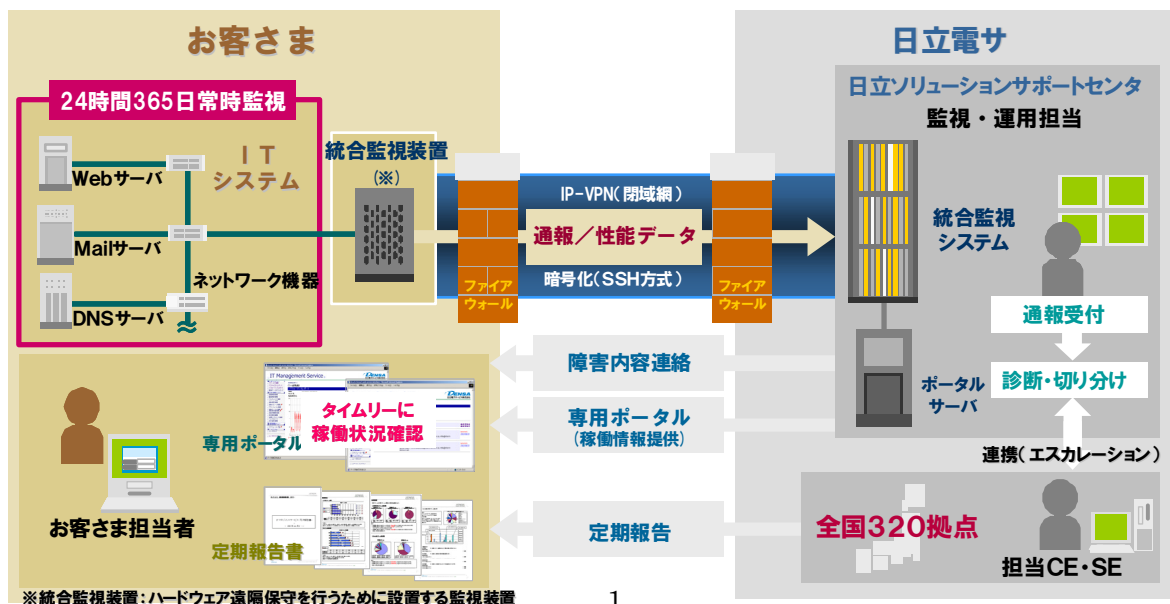 お客さま
24時間365日常時監視
IT
システム
Webサーバ
Mailサーバ
DNSサーバ
ネットワーク機器
統合監視装置
(※)
ファイア
ウォール
IP-VPN(閉域網)
通報/性能データ
暗号化(SSH方式)
ファイア
ウォール
日立電サ
日立ソリューションサポートセンタ
監視・運用担当
統合監視
システム
通報受付
診断・切り分け
ポータル
サーバ
連携(エスカレーション)
全国320拠点
担当CE・SE
障害内容連絡
専用ポータル
(稼働情報提供)
定期報告
IT Management Service
DENSA
DENSA
タイムリーに
稼働状況確認
専用ポータル
お客さま担当者
定期報告書
※統合監視装置:ハードウェア遠隔保守を行うために設置する監視装置
1